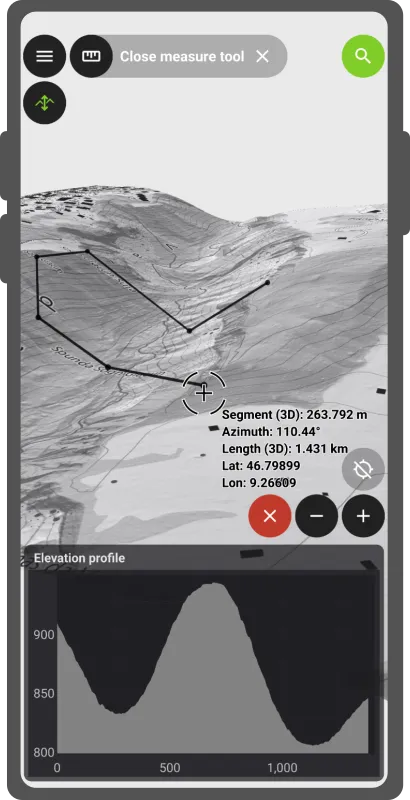 Close measure tool
Segment (3D): 263.792 m
Azimuth: 110.44°
Length (3D): 1.431 km
Lat: 46.79899
Lon: 9.26609
Elevation profile
900
850
800
0 500 1,000